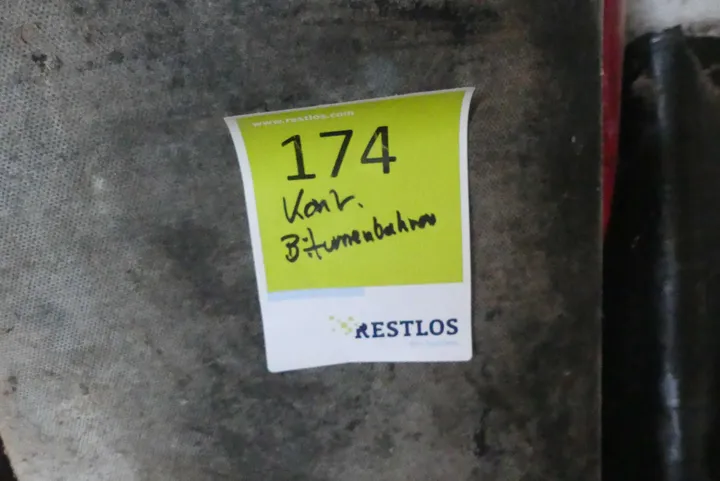 www.restlos.com
174
Konv.
Bitumenbahnen
RESTLOS